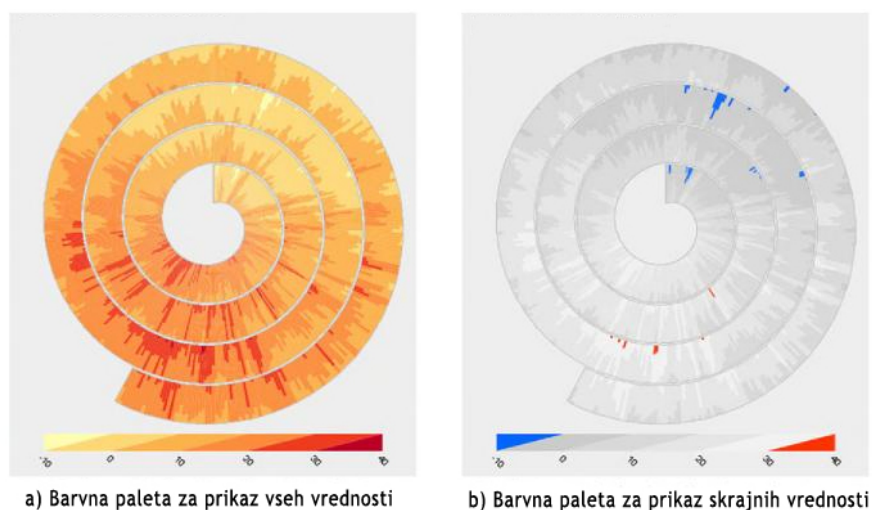 -10 0 10 20 30 40
-10 0 10 20 30 40
a) Barvna paleta za prikaz vseh vrednosti
b) Barvna paleta za prikaz skrajnih vrednosti